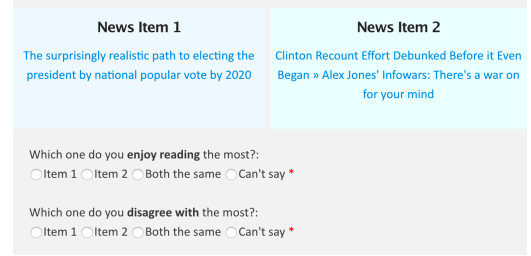 News Item 1
The surprisingly realistic path to electing the
president by national popular vote by 2020
News Item 2
Clinton Recount Effort Debunked Before it Even
Began » Alex Jones' Infowars: There's a war on
for your mind
Which one do you enjoy reading the most?:
Item 1 Item 2 Both the same Can't say *
Which one do you disagree with the most?:
Item 1 Item 2 Both the same Can't say *